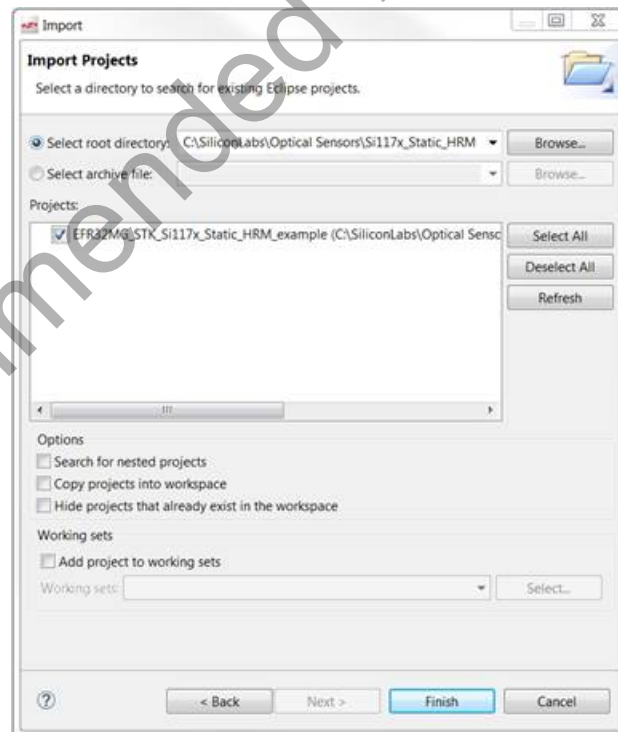 Import
Import Projects
Select a directory to search for existing Eclipse projects.
Select root directory: C:\SiliconLabs\Optical Sensors\Si117x_Static_HRM Browse...
Select archive file: Browse...
Projects:
EFR32MG_STK_Si117x_Static_HRM_example (C:\SiliconLabs\Optical Sensc Select All
Deselect All
Refresh
Options
Search for nested projects
Copy projects into workspace
Hide projects that already exist in the workspace
Working sets
Add project to working sets
Working sets: Select...
< Back Next > Finish Cancel
mended